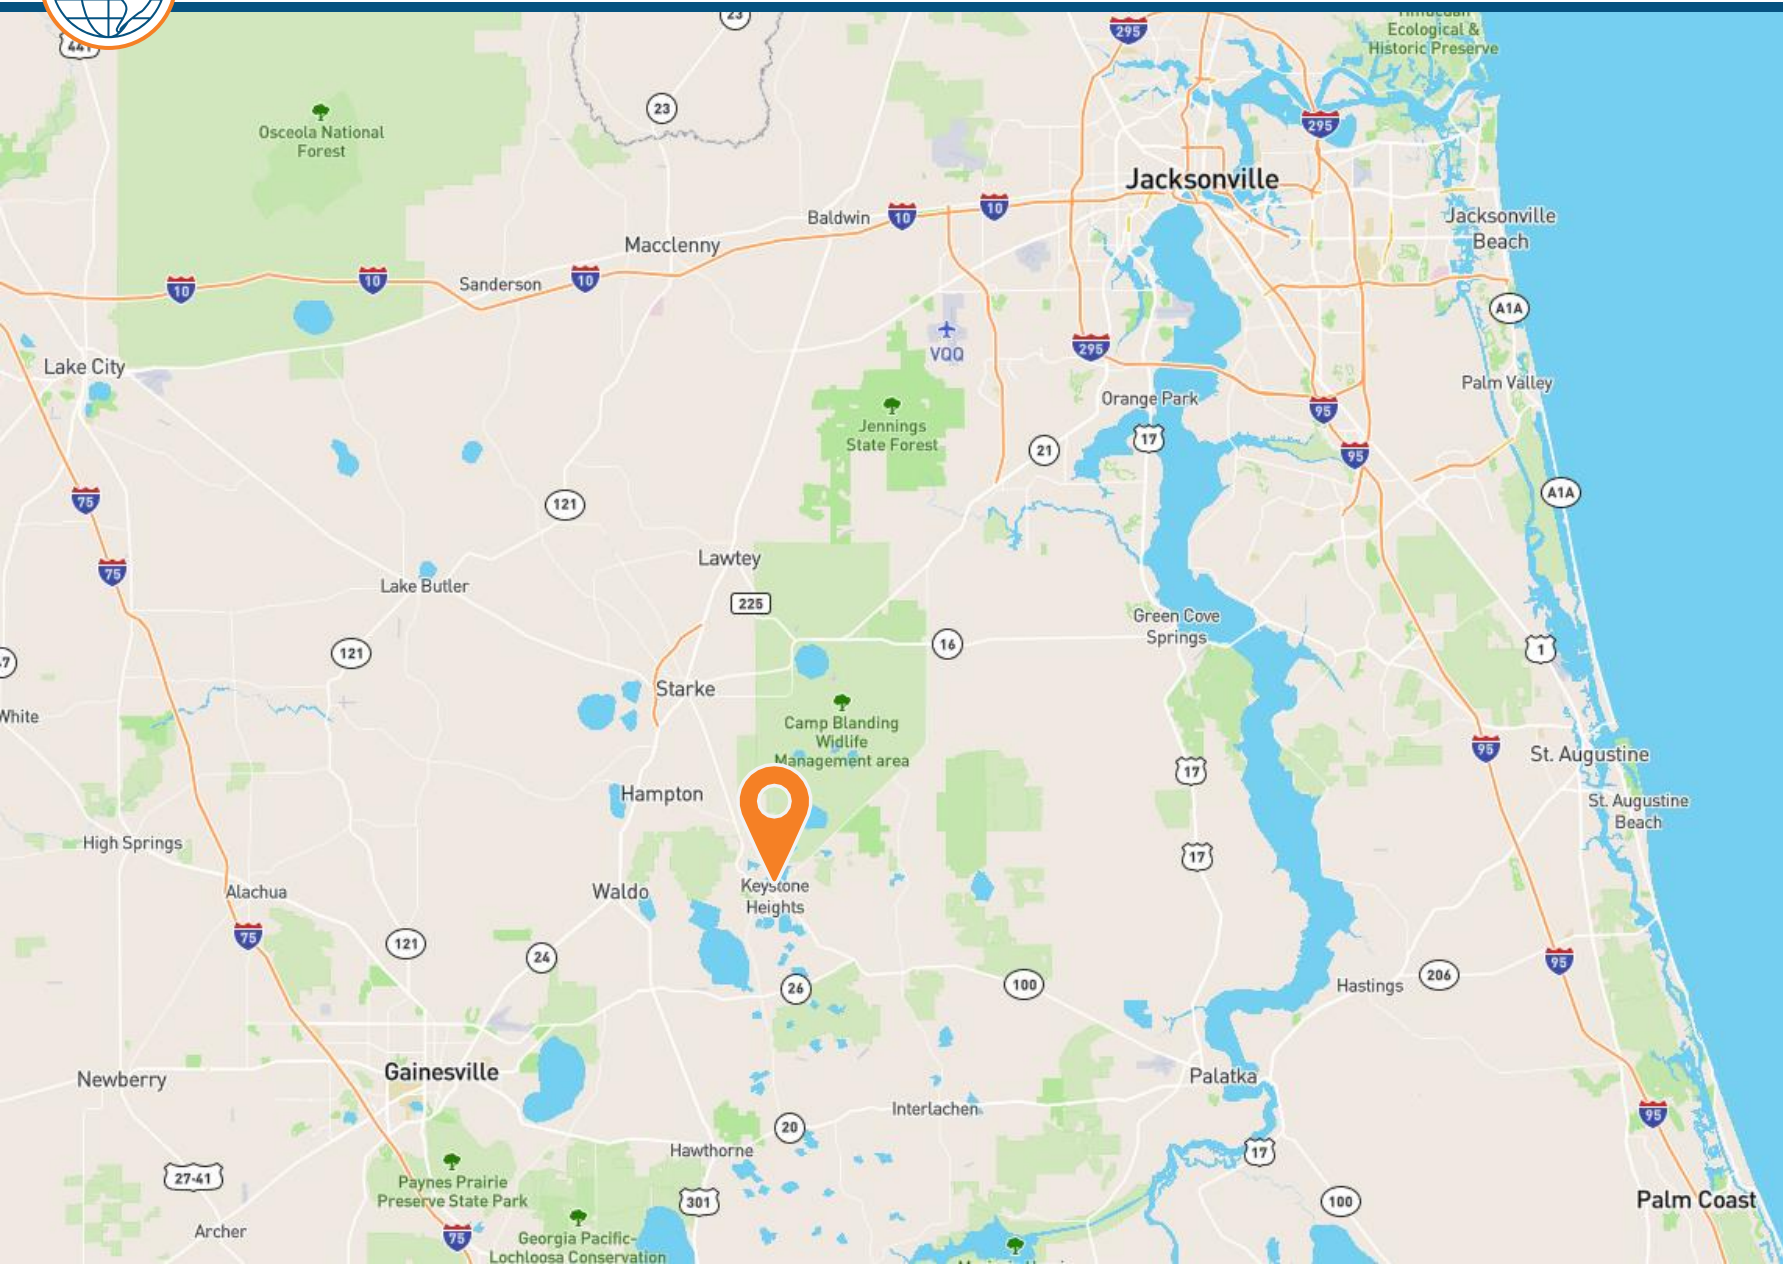 23
441
295
Ecological &
Historic Preserve
23
Osceola National
Forest
295
Jacksonville
Baldwin
10
10
Jacksonville
Beach
Macclenny
10
10
Sanderson
10
A1A
VQQ
295
Lake City
Palm Valley
Orange Park
95
Jennings
State Forest
21
17
95
75
121
A1A
Lawtey
75
Lake Butler
225
Green Cove
Springs
16
1
121
Starke
White
Camp Blanding
Widlife
Management area
95
St. Augustine
17
Hampton
St. Augustine
Beach
High Springs
17
Alachua
Waldo
Keystone
Heights
75
121
24
95
206
26
100
Hastings
Gainesville
Newberry
Palatka
Interlachen
95
20
Hawthorne
17
27-41
Paynes Prairie
Preserve State Park
301
100
Palm Coast
Archer
75
Georgia Pacific-
Lochloosa Conservation